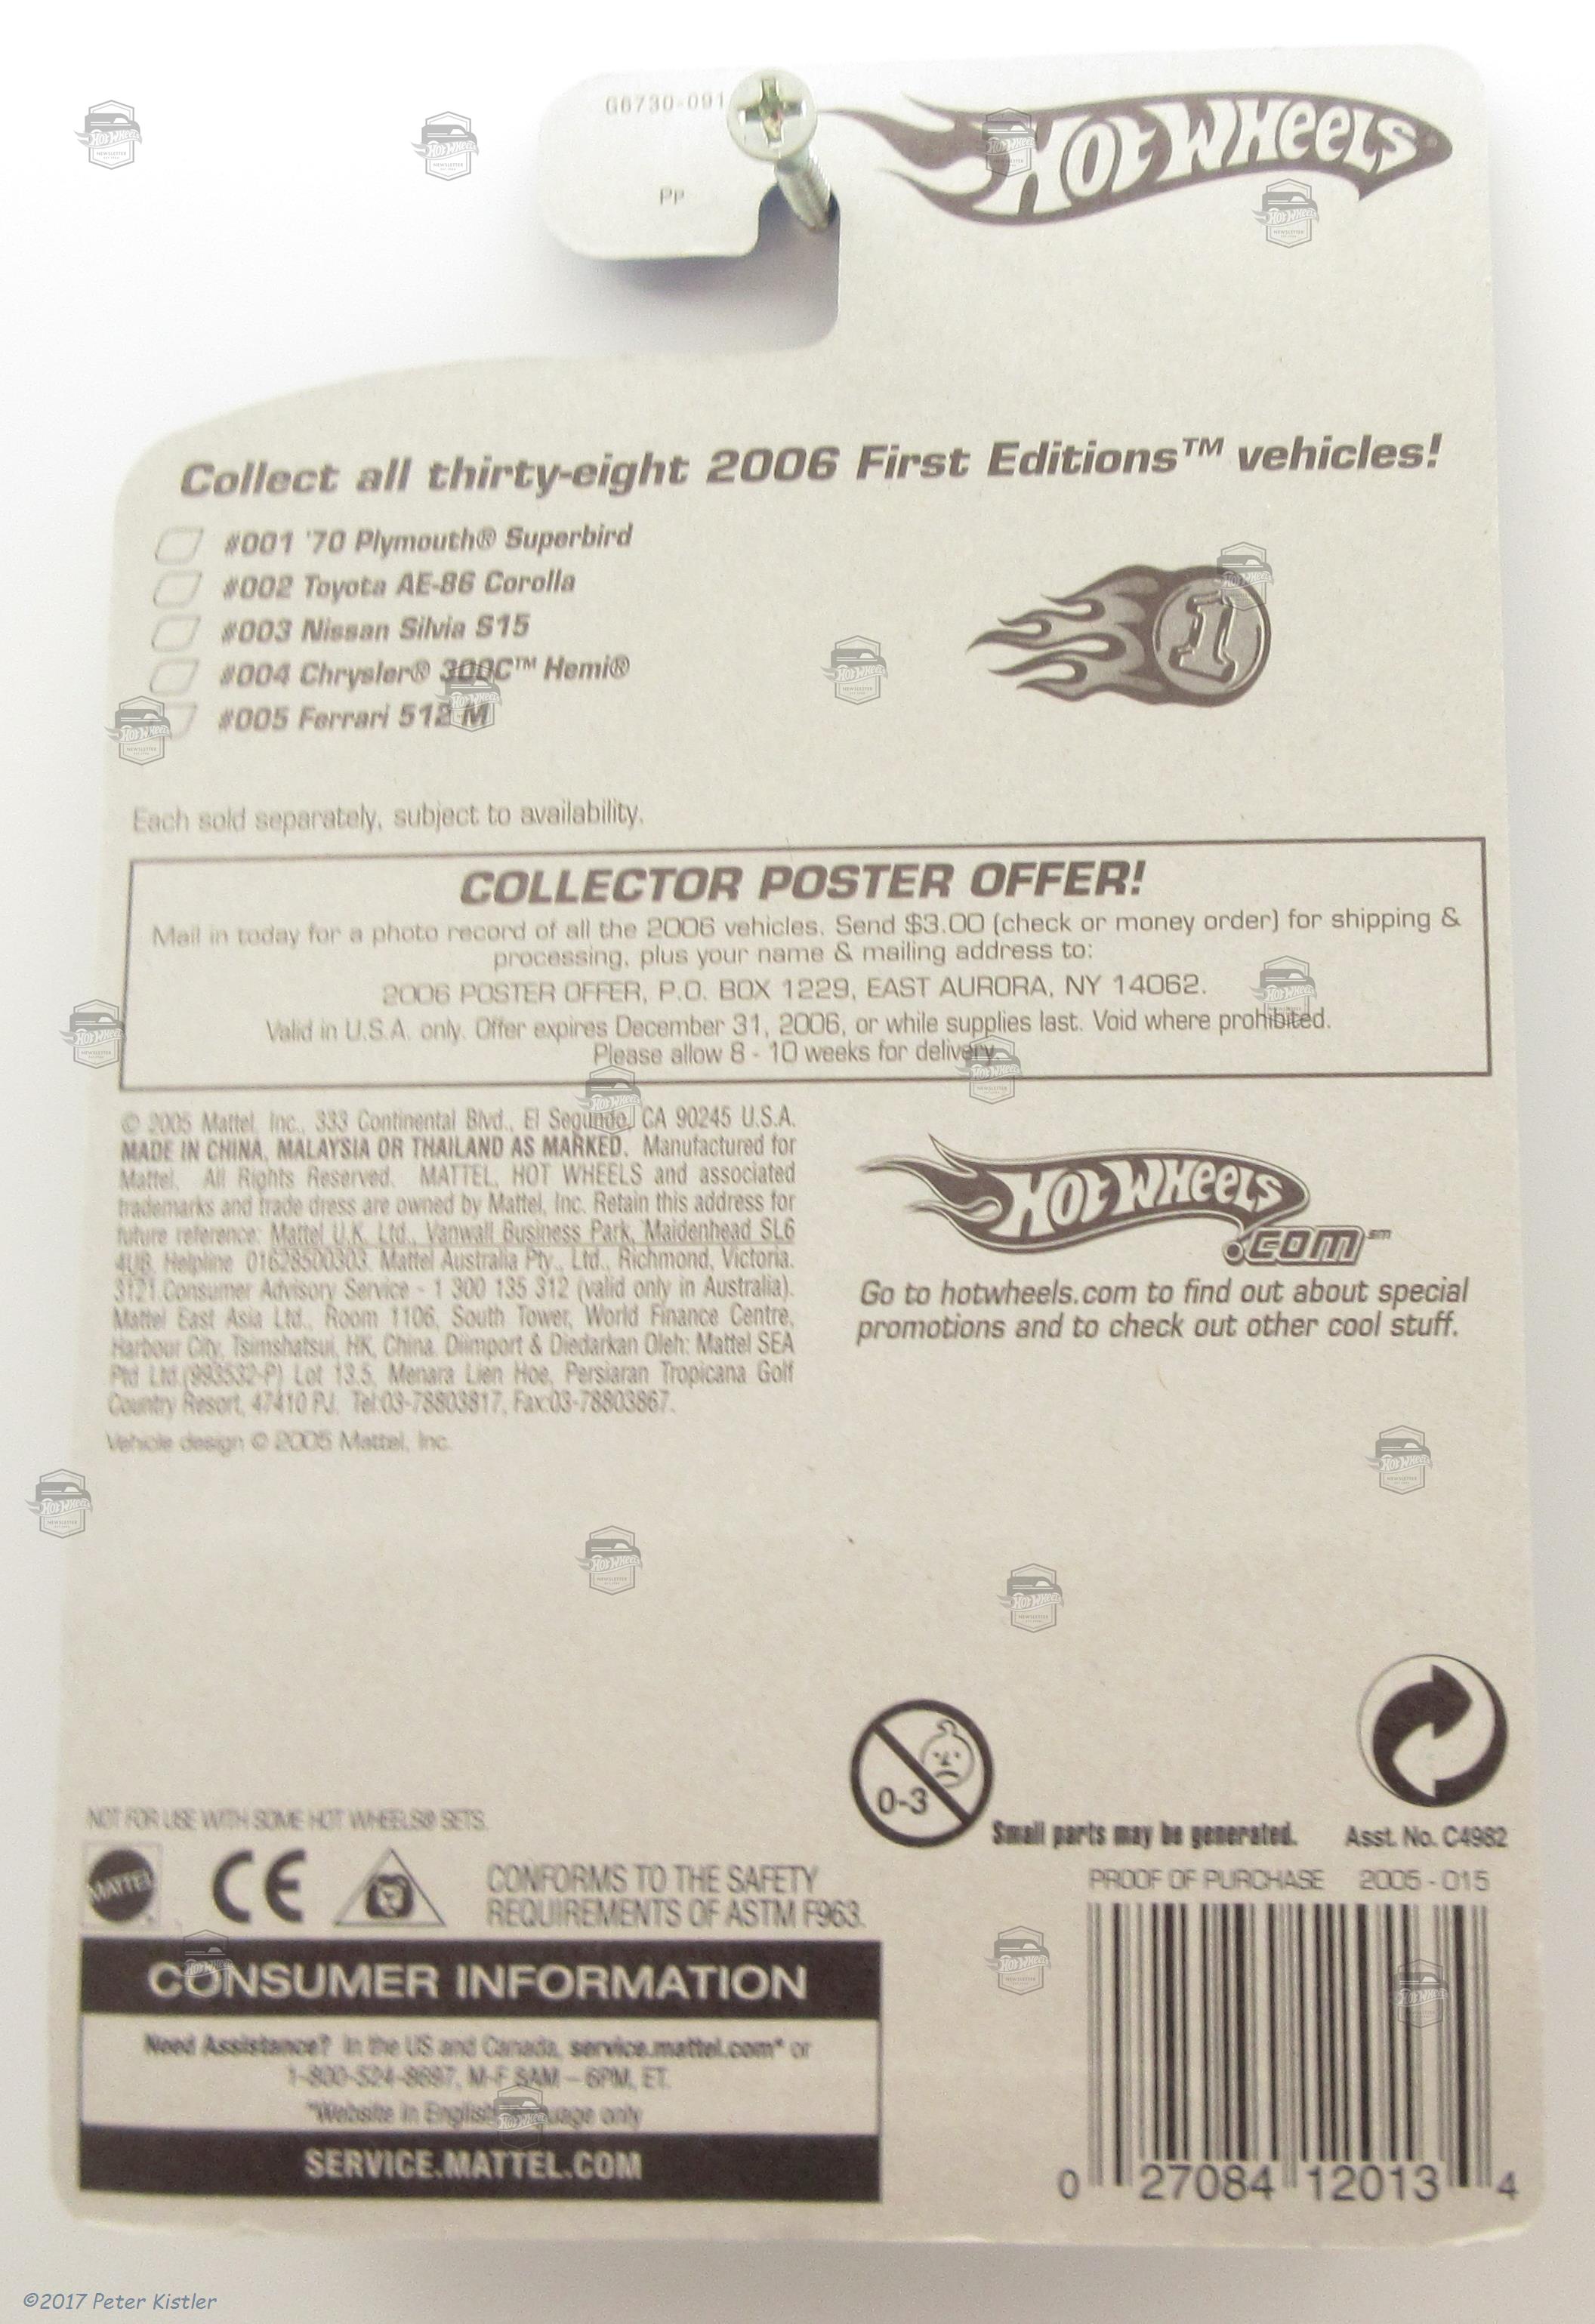 G6730-091
HOT WHEELS
Pp
Collect all thirty-eight 2006 First Editions™ vehicles!
#001 '70 Plymouth® Superbird
#002 Toyota AE-86 Corolla
#003 Nissan Silvia S15
#004 Chrysler® 300C™ Hemi®
#005 Ferrari 512 M
1
Each sold separately, subject to availability.
COLLECTOR POSTER OFFER!
Mail in today for a photo record of all the 2006 vehicles. Send $3.00 (check or money order) for shipping &
processing, plus your name & mailing address to:
2006 POSTER OFFER, P.O. BOX 1229, EAST AURORA, NY 14062.
Valid in U.S.A. only. Offer expires December 31, 2006, or while supplies last. Void where prohibited.
Please allow 8 - 10 weeks for delivery.
© 2005 Mattel, Inc., 333 Continental Blvd., El Segundo, CA 90245 U.S.A.
MADE IN CHINA, MALAYSIA OR THAILAND AS MARKED. Manufactured for
Mattel. All Rights Reserved. MATTEL, HOT WHEELS and associated
trademarks and trade dress are owned by Mattel, Inc. Retain this address for
future reference: Mattel U.K. Ltd., Vanwall Business Park, Maidenhead SL6
4UB. Helpline 01628500303. Mattel Australia Pty., Ltd., Richmond, Victoria.
3121.Consumer Advisory Service - 1 300 135 312 (valid only in Australia).
Mattel East Asia Ltd., Room 1106, South Tower, World Finance Centre,
Harbour City, Tsimshatsui, HK, China. Diimport & Diedarkan Oleh: Mattel SEA
Ptd Ltd.(993532-P) Lot 13.5, Menara Lien Hoe, Persiaran Tropicana Golf
Country Resort, 47410 PJ. Tel:03-78803817, Fax:03-78803867.
Vehicle design © 2005 Mattel, Inc.
HOT WHEELS
.com℠
Go to hotwheels.com to find out about special
promotions and to check out other cool stuff.
NOT FOR USE WITH SOME HOT WHEELS® SETS.
0-3
Small parts may be generated.
Asst. No. C4982
MATTEL
CE
CONFORMS TO THE SAFETY
REQUIREMENTS OF ASTM F963.
PROOF OF PURCHASE 2005 - 015
CONSUMER INFORMATION
Need Assistance? In the US and Canada, service.mattel.com* or
1-800-524-8697, M-F 8AM – 6PM, ET.
*Website in English language only
SERVICE.MATTEL.COM
0 27084 12013 4
©2017 Peter Kistler